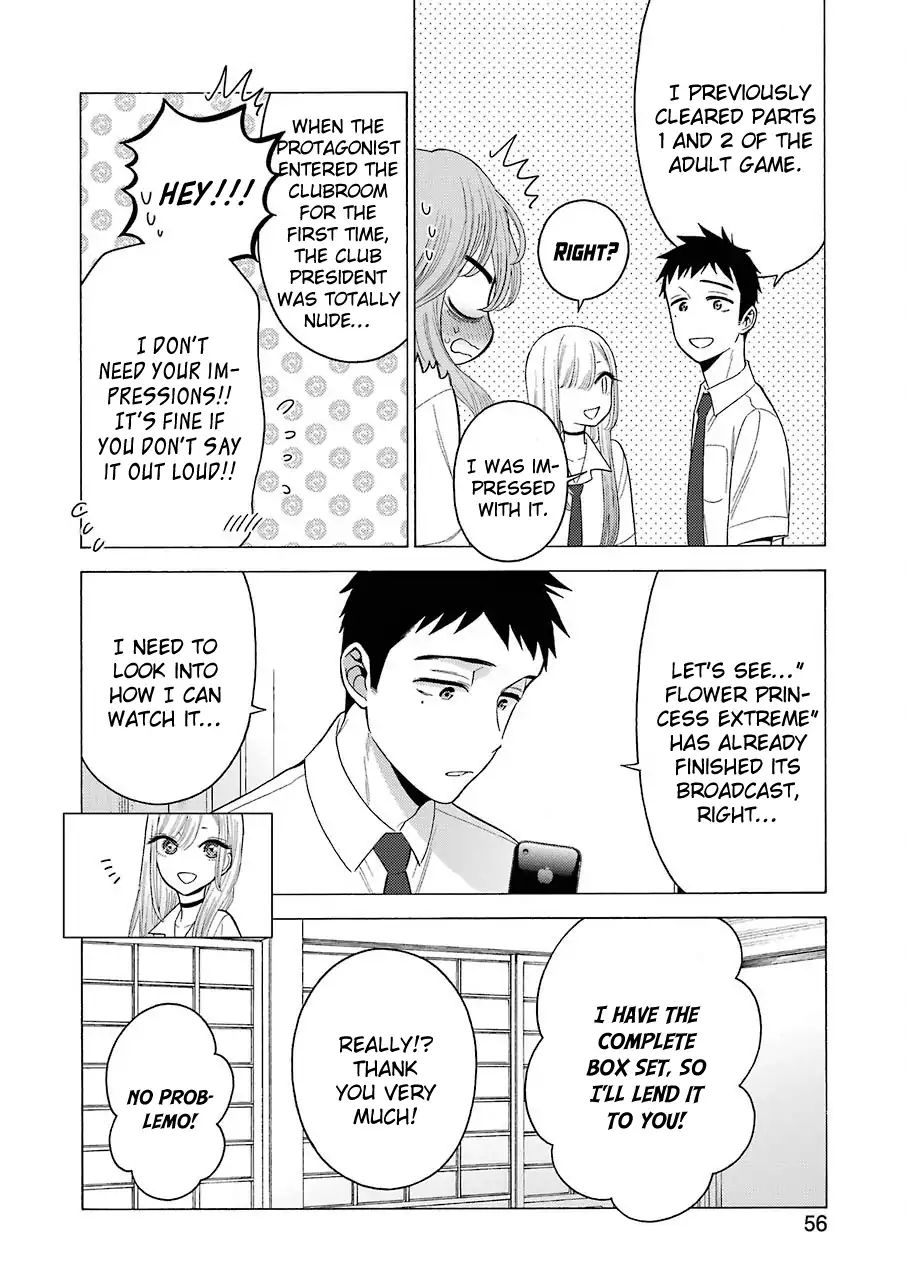 I PREVIOUSLY
CLEARED PARTS
1 AND 2 OF THE
ADULT GAME.
RIGHT?
I WAS IM-
PRESSED
WITH IT.
WHEN THE
PROTAGONIST
ENTERED THE
CLUBROOM
FOR THE
FIRST TIME,
THE CLUB
PRESIDENT
WAS TOTALLY
NUDE...
HEY!!!
I DON'T
NEED YOUR IM-
PRESSIONS!!
IT'S FINE IF
YOU DON'T SAY
IT OUT LOUD!!
LET'S SEE..."
FLOWER PRIN-
CESS EXTREME"
HAS ALREADY
FINISHED ITS
BROADCAST,
RIGHT...
I NEED TO
LOOK INTO
HOW I CAN
WATCH IT...
I HAVE THE
COMPLETE
BOX SET, SO
I'LL LEND IT
TO YOU!
REALLY!?
THANK
YOU VERY
MUCH!
NO PROB-
LEMO!
56